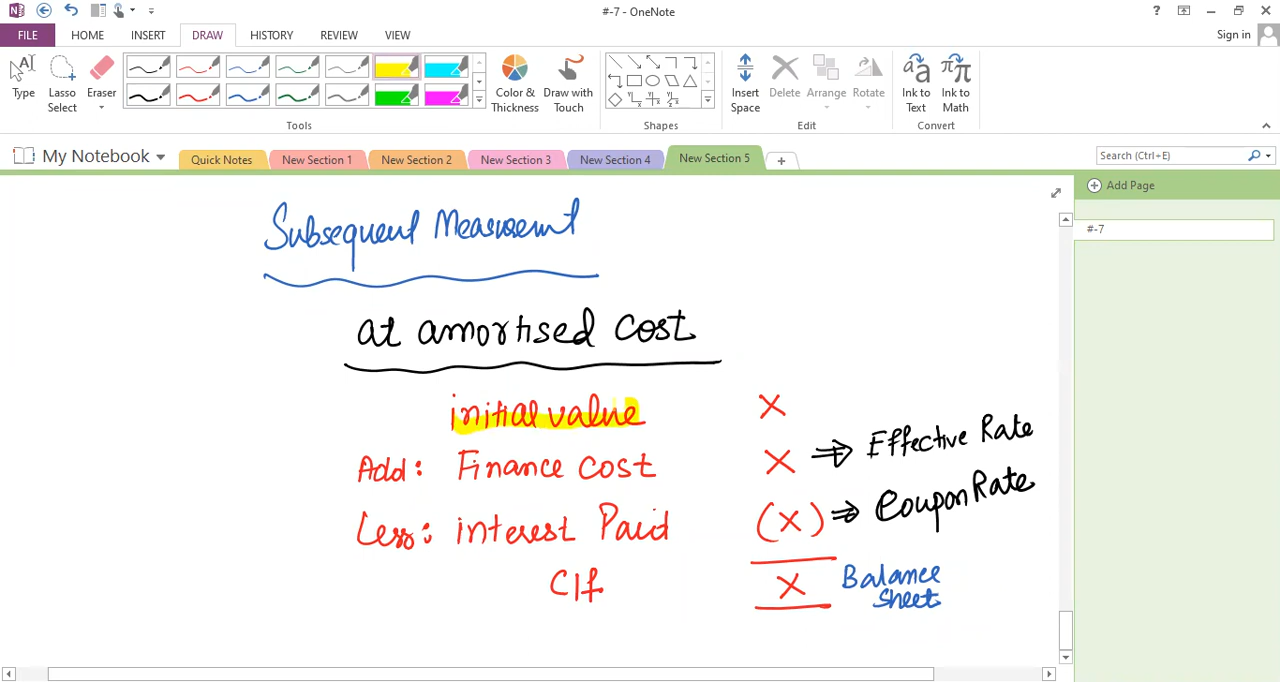 #-7 - OneNote
?
FILE HOME INSERT DRAW HISTORY REVIEW VIEW
Sign in
Type
Lasso Select
Eraser
Color & Thickness
Draw with Touch
Insert Space
Delete
Arrange
Rotate
Ink to Text
Ink to Math
Tools Shapes Edit Convert
My Notebook Quick Notes New Section 1 New Section 2 New Section 3 New Section 4 New Section 5
Search (Ctrl+E)
Add Page
#-7
Subsequent Measurement
at amortised cost
initial value X
Add: Finance cost X ⇒ Effective Rate
Less: interest Paid (X) ⇒ Coupon Rate
C/f X Balance sheet